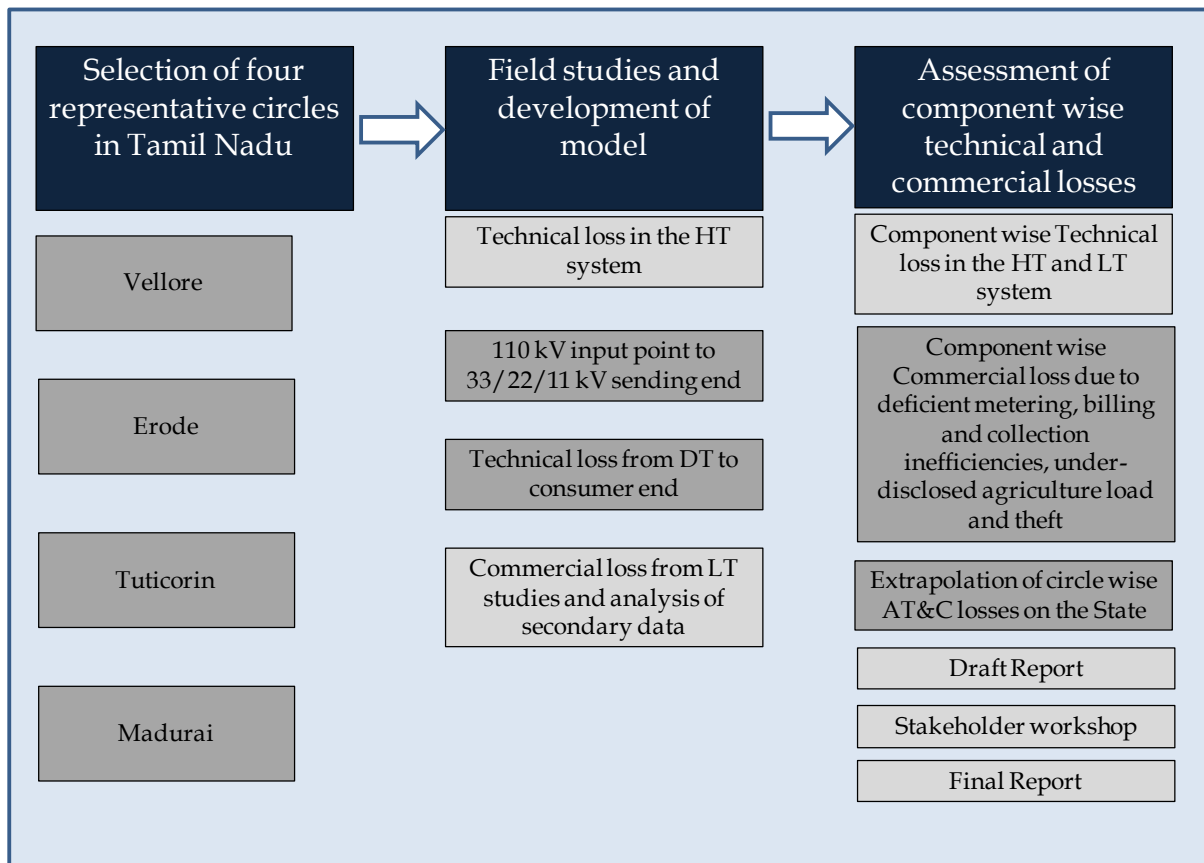 Selection of four
representative circles
in Tamil Nadu
Vellore
Erode
Tuticorin
Madurai
Field studies and
development of
model
Technical loss in the HT
system
110 kV input point to
33/22/11 kV sending end
Technical loss from DT to
consumer end
Commercial loss from LT
studies and analysis of
secondary data
Assessment of
component wise
technical and
commercial losses
Component wise Technical
loss in the HT and LT
system
Component wise
Commercial loss due to
deficient metering, billing
and collection
inefficiencies, under-
disclosed agriculture load
and theft
Extrapolation of circle wise
AT&C losses on the State
Draft Report
Stakeholder workshop
Final Report